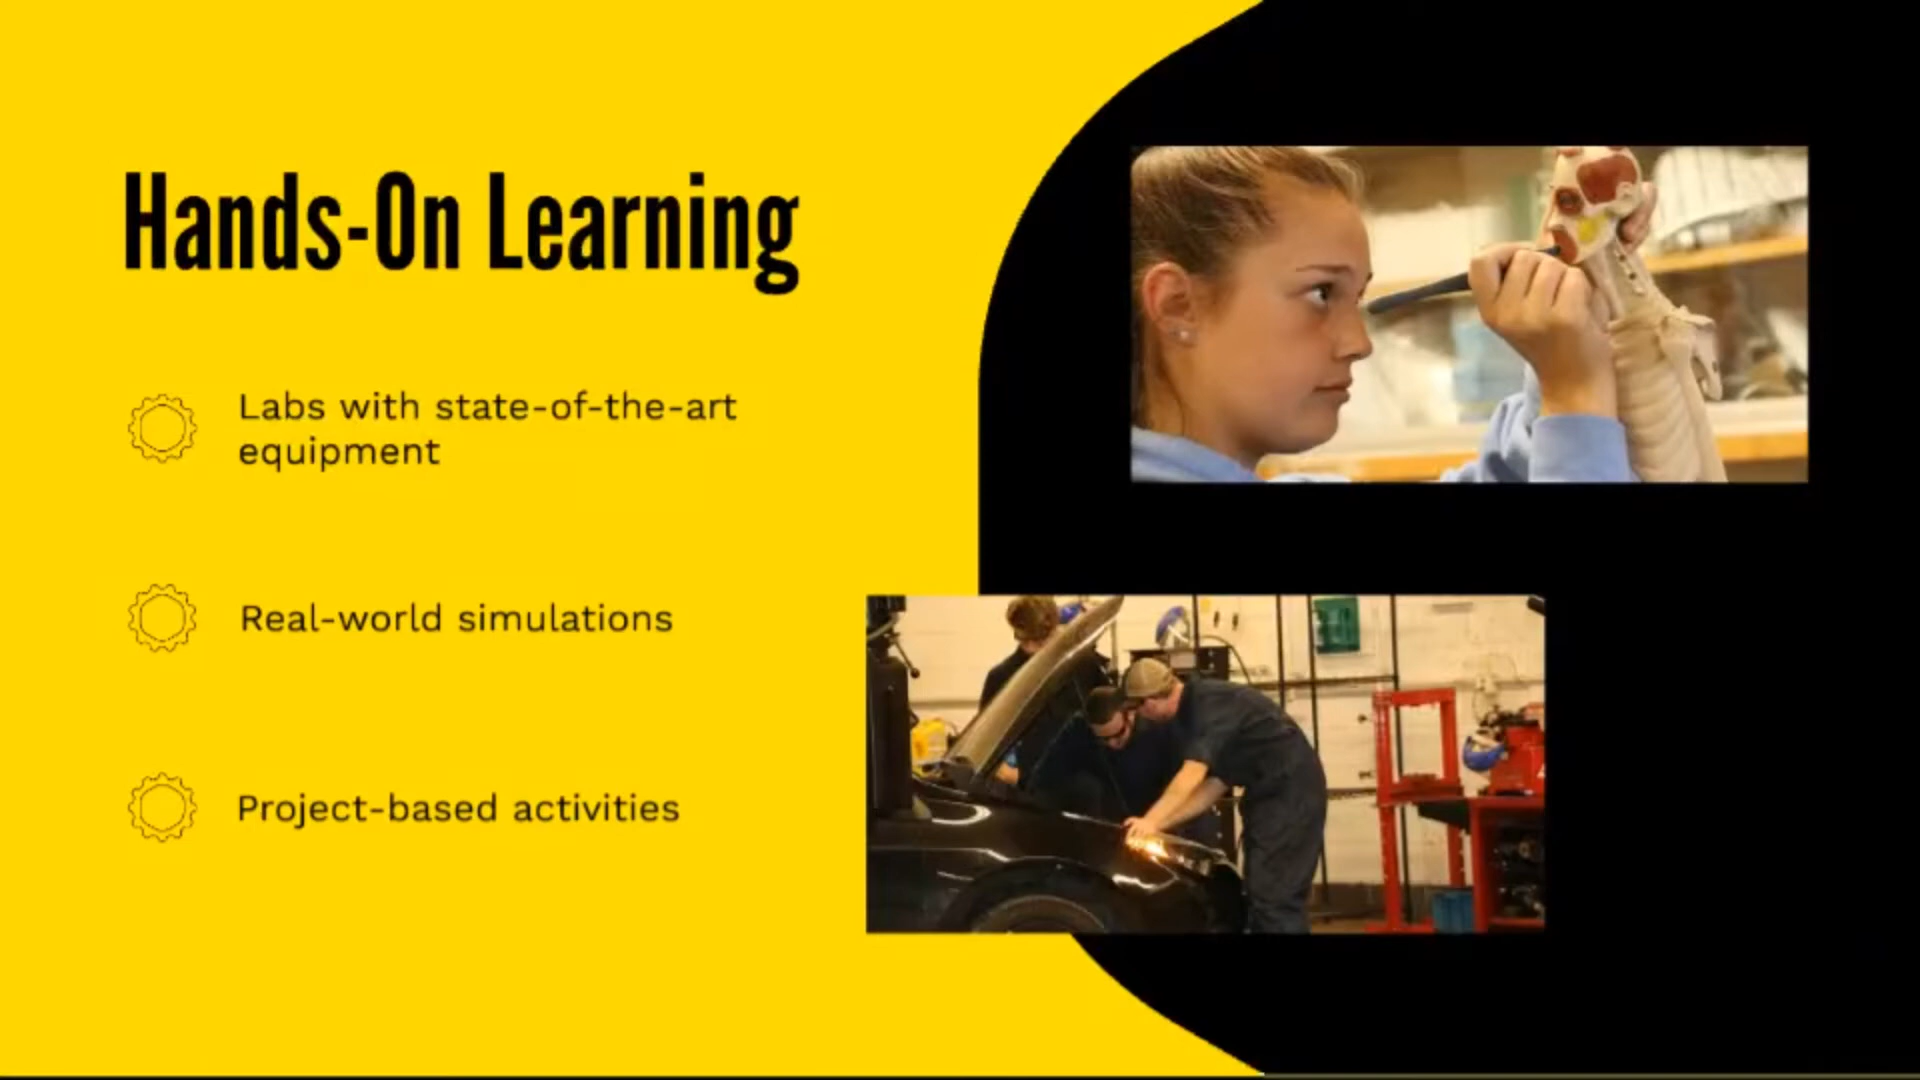 Hands-On Learning
Labs with state-of-the-art
equipment
Real-world simulations
Project-based activities